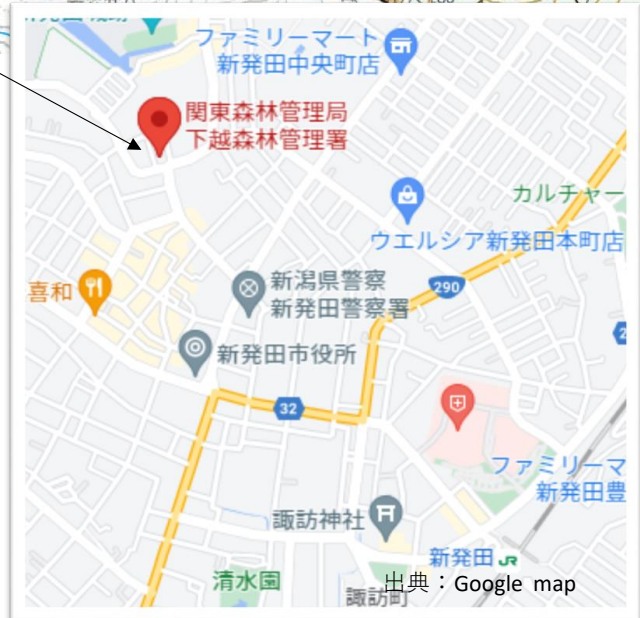 ファミリーマート
新発田中央町店
関東森林管理局
下越森林管理署
カルチャー
ウエルシア新発田本町店
喜和
新潟県警察
新発田警察署
290
新発田市役所
32
ファミリーマ
新発田豊
諏訪神社
新発田 JR
清水園
諏訪町
出典：Google map